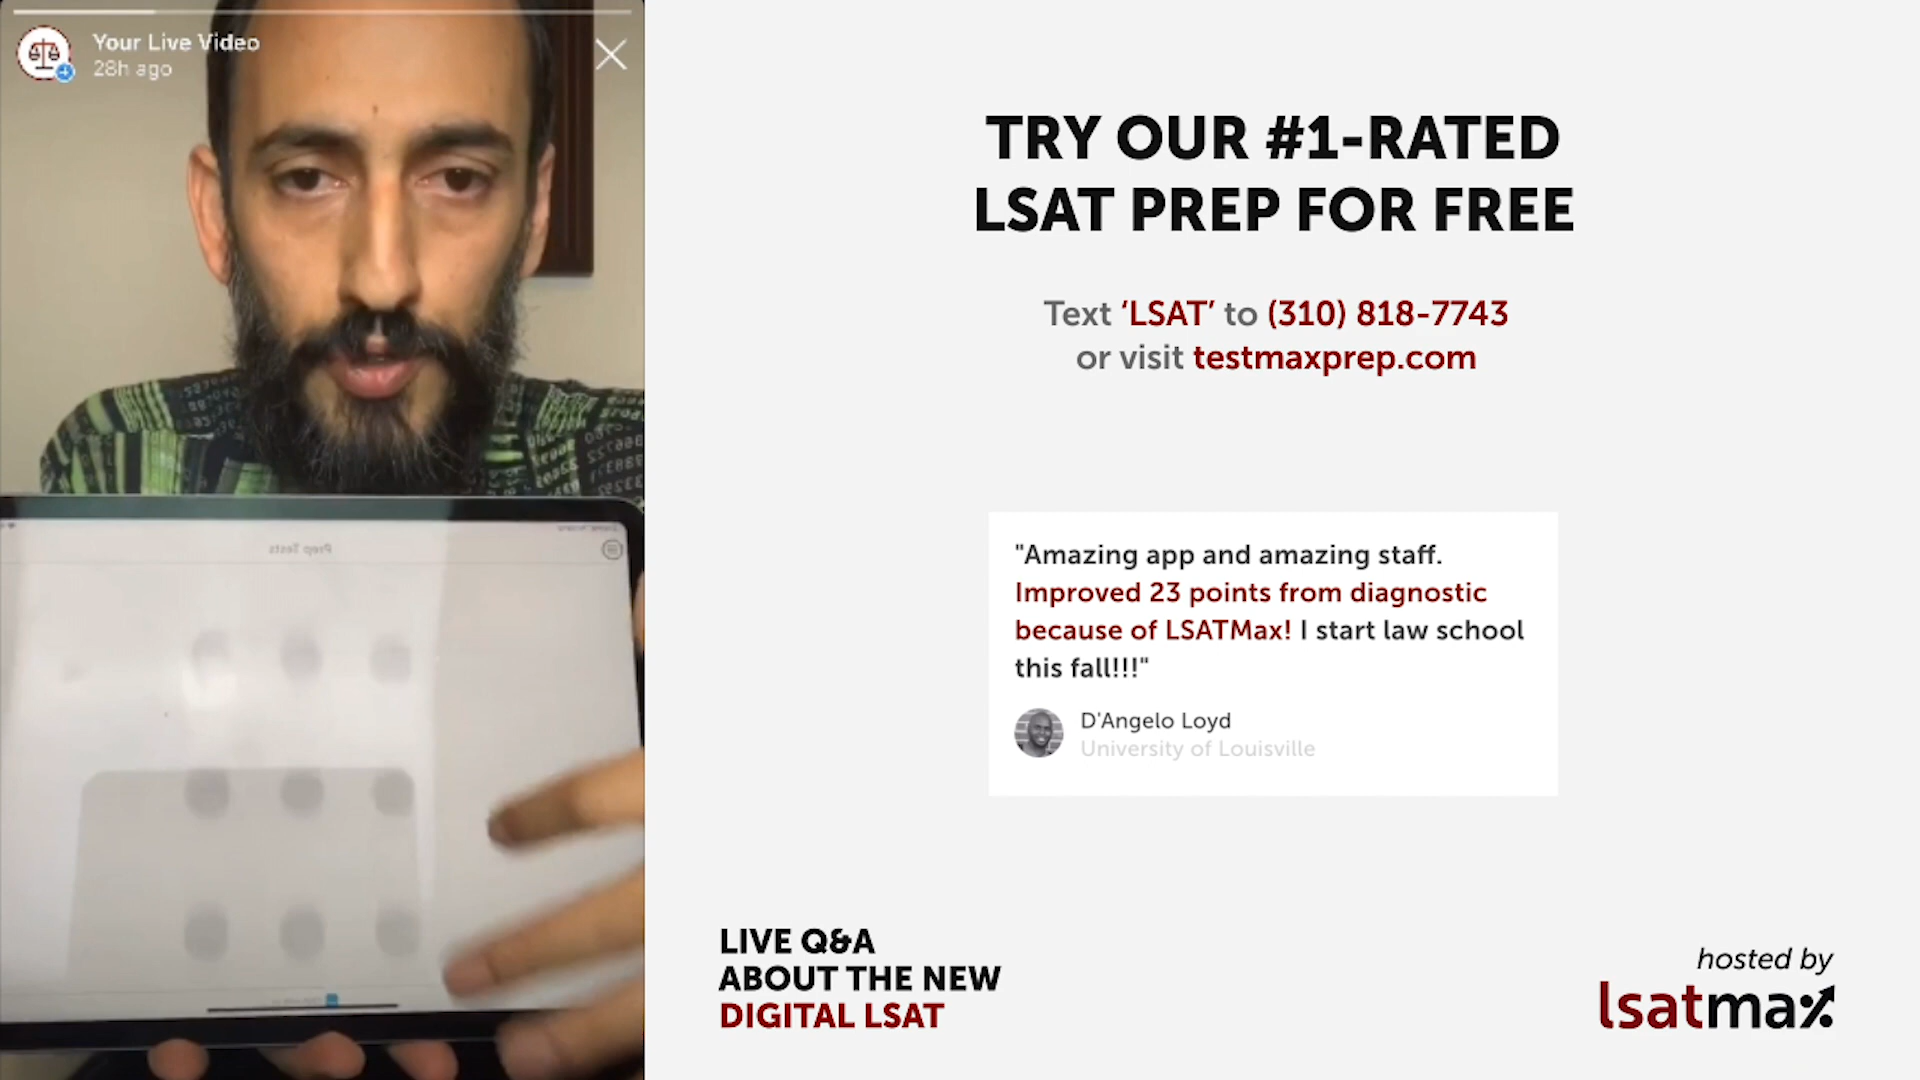 Your Live Video
28h ago
Prep Tests
TRY OUR #1-RATED
LSAT PREP FOR FREE
Text ‘LSAT’ to (310) 818-7743
or visit testmaxprep.com
"Amazing app and amazing staff.
Improved 23 points from diagnostic
because of LSATMax! I start law school
this fall!!!"
D'Angelo Loyd
University of Louisville
LIVE Q&A
ABOUT THE NEW
DIGITAL LSAT
hosted by
lsatmax